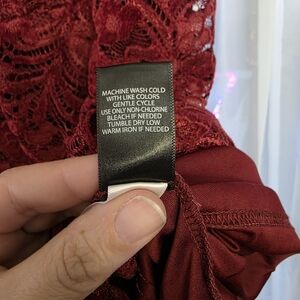 MACHINE WASH COLD
WITH LIKE COLORS
GENTLE CYCLE
USE ONLY NON-CHLORINE
BLEACH IF NEEDED
TUMBLE DRY LOW
WARM IRON IF NEEDED